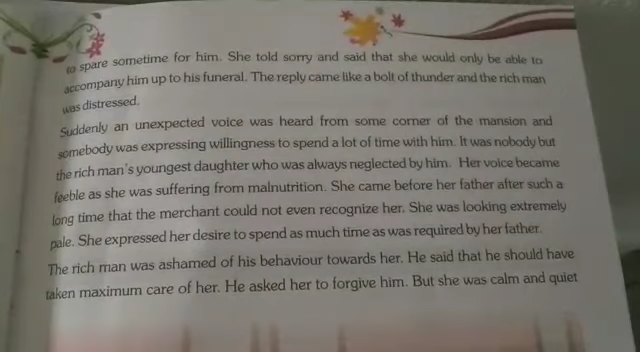 to spare sometime for him. She told sorry and said that she would only be able to
accompany him up to his funeral. The reply came like a bolt of thunder and the rich man
was distressed.
Suddenly an unexpected voice was heard from some corner of the mansion and
somebody was expressing willingness to spend a lot of time with him. It was nobody but
the rich man's youngest daughter who was always neglected by him. Her voice became
feeble as she was suffering from malnutrition. She came before her father after such a
long time that the merchant could not even recognize her. She was looking extremely
pale. She expressed her desire to spend as much time as was required by her father.
The rich man was ashamed of his behaviour towards her. He said that he should have
taken maximum care of her. He asked her to forgive him. But she was calm and quiet